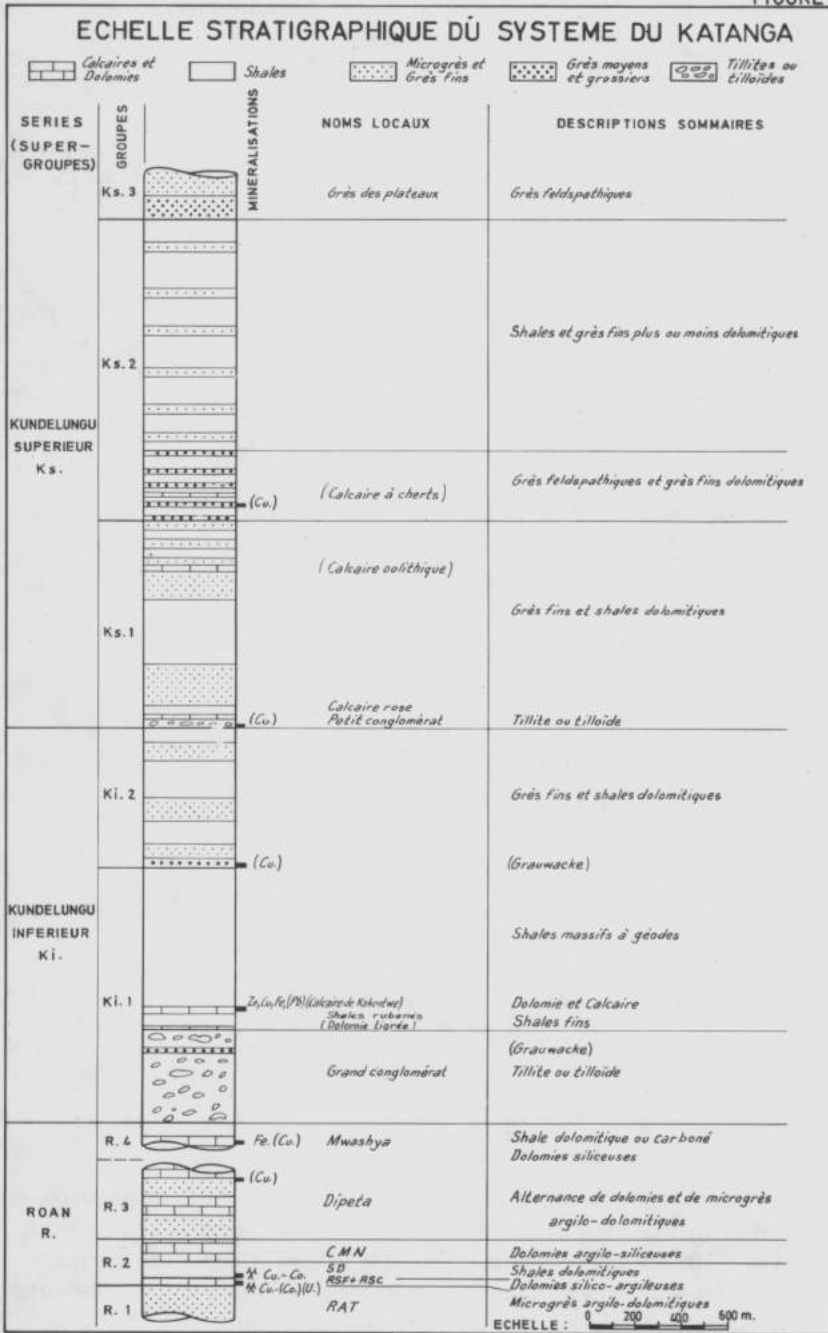 FIGURE
ECHELLE STRATIGRAPHIQUE DÙ SYSTEME DU KATANGA
Calcaires et Dolomies
Shales
Microgrès et Grès fins
Grès moyens et grossiers
Tillites ou tilloïdes
SERIES (SUPER-GROUPES)
GROUPES
MINERALISATIONS
NOMS LOCAUX
DESCRIPTIONS SOMMAIRES
Ks. 3
Grès des plateaux
Grès feldspathiques
Ks. 2
Shales et grès fins plus ou moins dolomitiques
KUNDELUNGU
SUPERIEUR
Ks.
(Cu.)
(Calcaire à cherts)
Grès feldspathiques et grès fins dolomitiques
Ks.1
(Calcaire oolithique)
Grès fins et shales dolomitiques
Calcaire rose
(Cu.) Petit conglomérat
Tillite ou tilloïde
Ki. 2
Grès fins et shales dolomitiques
(Cu.)
(Grauwacke)
KUNDELUNGU
INFERIEUR
Ki.
Shales massifs à géodes
Ki.1
Zn, Cu, Fe, (Pb) (Calcaire de Kakontwe)
Dolomie et Calcaire
Shales rubanés
Shales fins
(Dolomie tigrée)
(Grauwacke)
Grand conglomérat
Tillite ou tilloïde
R. 4
Fe. (Cu.)
Mwashya
Shale dolomitique ou carboné
Dolomies siliceuses
(Cu.)
ROAN
R.
R. 3
Dipeta
Alternance de dolomies et de microgrès
argilo-dolomitiques
R. 2
CMN
Dolomies argilo-siliceuses
Cu.-Co.
SD
Shales dolomitiques
Cu-(Co.)(U.)
RSF+RSC
Dolomies silico-argileuses
R. 1
RAT
Microgrès argilo-dolomitiques
ECHELLE : 0 200 400 600 m.